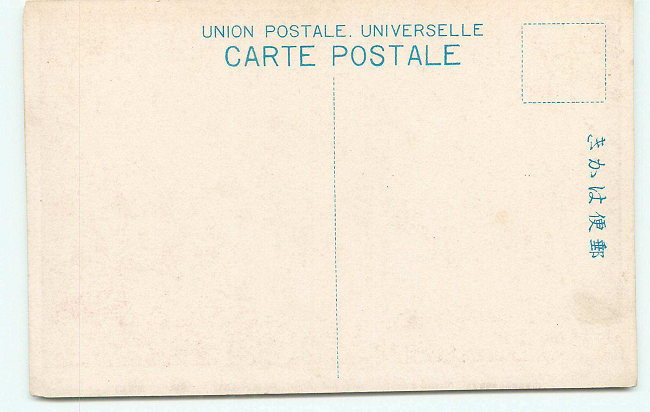 UNION POSTALE. UNIVERSELLE
CARTE POSTALE
郵便はかき